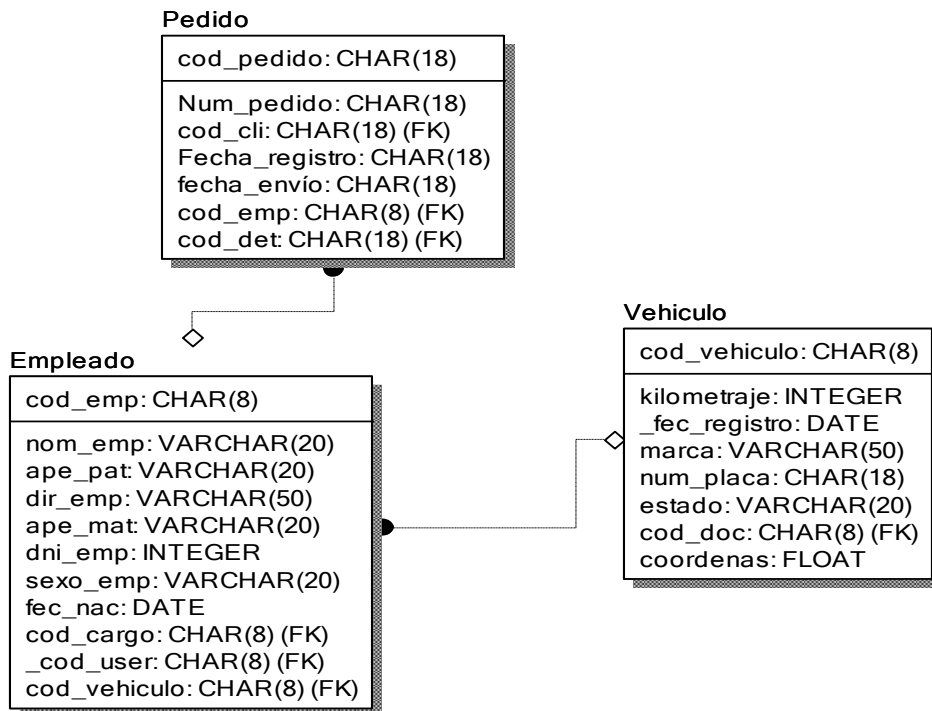 Pedido
cod_pedido: CHAR(18)
Num_pedido: CHAR(18)
cod_cli: CHAR(18) (FK)
Fecha_registro: CHAR(18)
fecha_envío: CHAR(18)
cod_emp: CHAR(8) (FK)
cod_det: CHAR(18) (FK)
Empleado
cod_emp: CHAR(8)
nom_emp: VARCHAR(20)
ape_pat: VARCHAR(20)
dir_emp: VARCHAR(50)
ape_mat: VARCHAR(20)
dni_emp: INTEGER
sexo_emp: VARCHAR(20)
fec_nac: DATE
cod_cargo: CHAR(8) (FK)
_cod_user: CHAR(8) (FK)
cod_vehiculo: CHAR(8) (FK)
Vehiculo
cod_vehiculo: CHAR(8)
kilometraje: INTEGER
_fec_registro: DATE
marca: VARCHAR(50)
num_placa: CHAR(18)
estado: VARCHAR(20)
cod_doc: CHAR(8) (FK)
coordenas: FLOAT